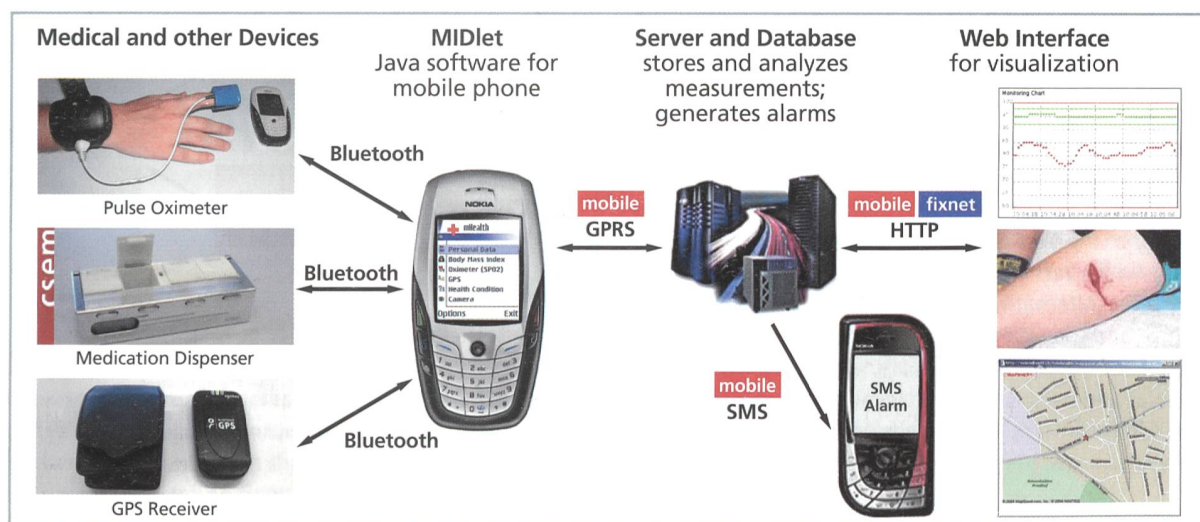 Medical and other Devices
MIDlet
Java software for
mobile phone
Server and Database
stores and analyzes
measurements;
generates alarms
Web Interface
for visualization
Pulse Oximeter
csem
Medication Dispenser
GPS
GPS Receiver
Bluetooth
Bluetooth
Bluetooth
NOKIA
mHealth
Personal Data
Body Mass Index
Oximeter (SPO2)
GPS
Health Condition
Camera
Options Exit
mobile
GPRS
mobile fixnet
HTTP
mobile
SMS
NOKIA
SMS
Alarm
Monitoring Chart